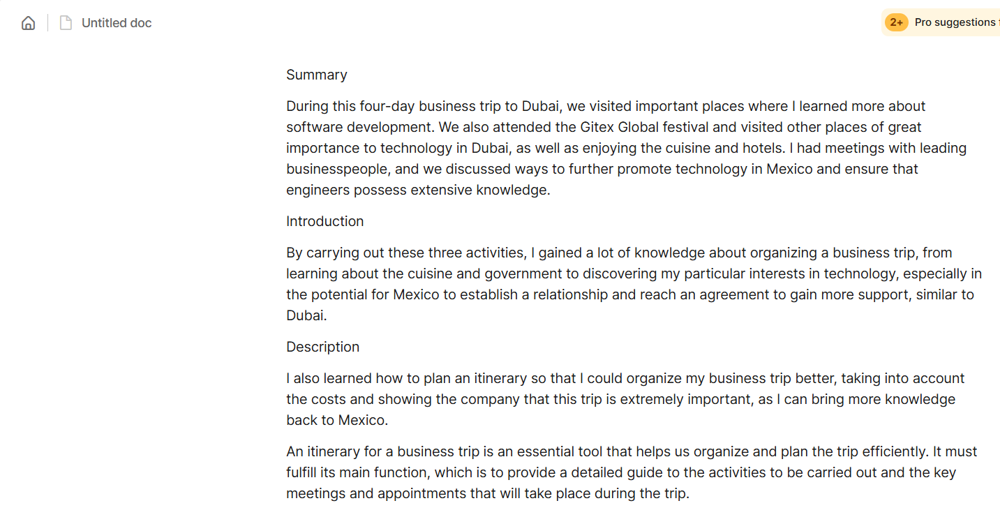 Untitled doc
2+ Pro suggestions
Summary
During this four-day business trip to Dubai, we visited important places where I learned more about
software development. We also attended the Gitex Global festival and visited other places of great
importance to technology in Dubai, as well as enjoying the cuisine and hotels. I had meetings with leading
businesspeople, and we discussed ways to further promote technology in Mexico and ensure that
engineers possess extensive knowledge.
Introduction
By carrying out these three activities, I gained a lot of knowledge about organizing a business trip, from
learning about the cuisine and government to discovering my particular interests in technology, especially in
the potential for Mexico to establish a relationship and reach an agreement to gain more support, similar to
Dubai.
Description
I also learned how to plan an itinerary so that I could organize my business trip better, taking into account
the costs and showing the company that this trip is extremely important, as I can bring more knowledge
back to Mexico.
An itinerary for a business trip is an essential tool that helps us organize and plan the trip efficiently. It must
fulfill its main function, which is to provide a detailed guide to the activities to be carried out and the key
meetings and appointments that will take place during the trip.